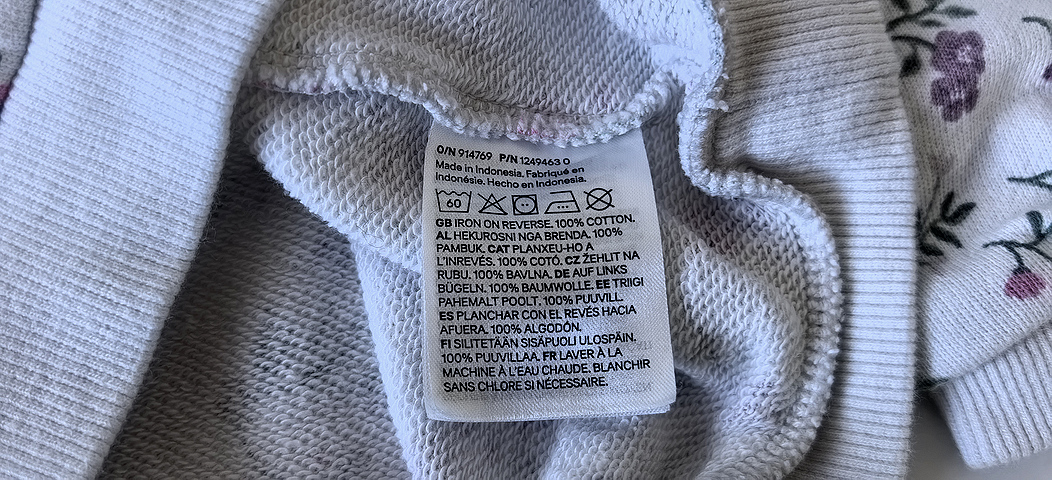 O/N 914769 P/N 1249463 0
Made in Indonesia. Fabriqué en
Indonésie. Hecho en Indonesia.
60
GB IRON ON REVERSE. 100% COTTON.
AL HEKUROSNI NGA BRENDA. 100%
PAMBUK. CAT PLANXEU-HO A
L'INREVÉS. 100% COTÓ. CZ ŽEHLIT NA
RUBU. 100% BAVLNA. DE AUF LINKS
BÜGELN. 100% BAUMWOLLE. EE TRIIGI
PAHEMALT POOLT. 100% PUUVILL.
ES PLANCHAR CON EL REVÉS HACIA
AFUERA. 100% ALGODÓN.
FI SILITETÄÄN SISÄPUOLI ULOSPÄIN.
100% PUUVILLAA. FR LAVER À LA
MACHINE À L'EAU CHAUDE. BLANCHIR
SANS CHLORE SI NÉCESSAIRE.